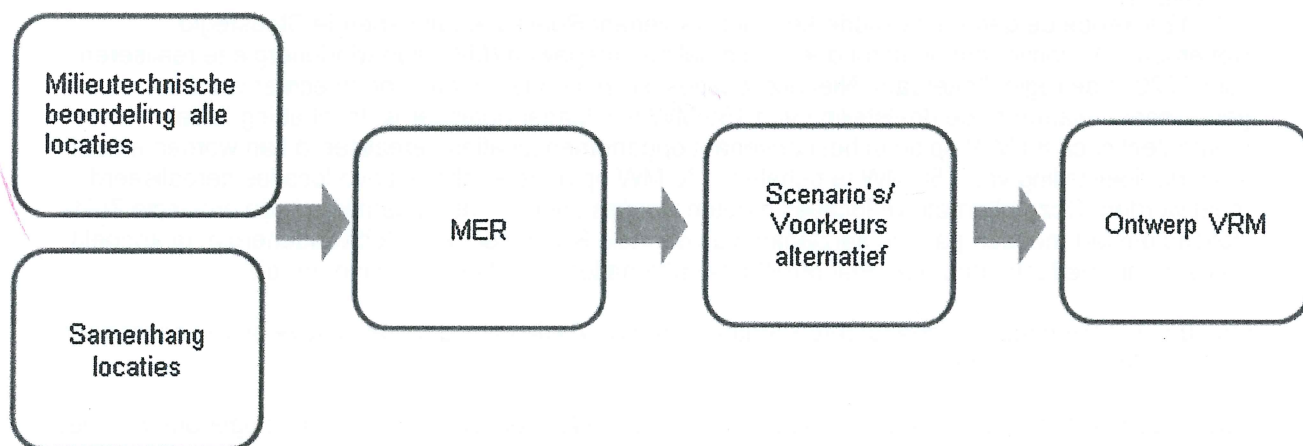 Milieutechnische
beoordeling alle
locaties
Samenhang
locaties
MER
Scenario's/
Voorkeurs
alternatief
Ontwerp VRM